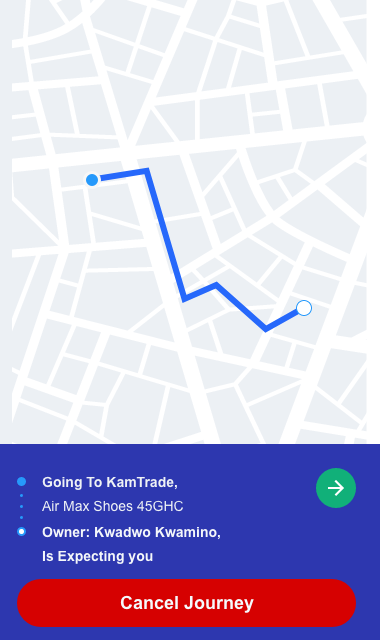 Going To KamTrade,
Air Max Shoes 45GHC
Owner: Kwadwo Kwamino,
Is Expecting you
Cancel Journey